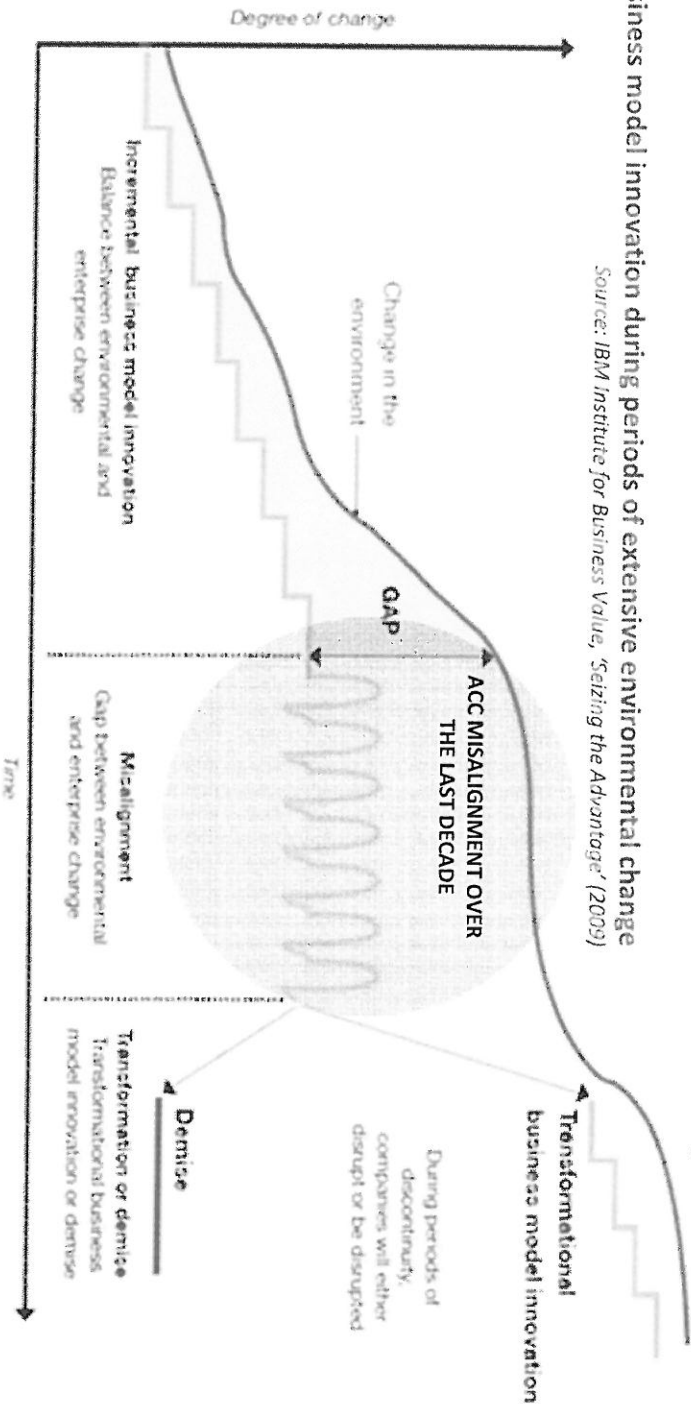 siness model innovation during periods of extensive environmental change
Source: IBM Institute for Business Value, 'Seizing the Advantage' (2009)
Degree of change
Change in the
environment
GAP
ACC MISALIGNMENT OVER
THE LAST DECADE
Transformational
business model innovation
During periods of
discontinuity,
companies will either
disrupt or be disrupted
Demise
Incremental business model innovation
Balance between environmental and
enterprise change
Misalignment
Gap between environmental
and enterprise change
Transformation or demise
Transformational business
model innovation or demise
Time